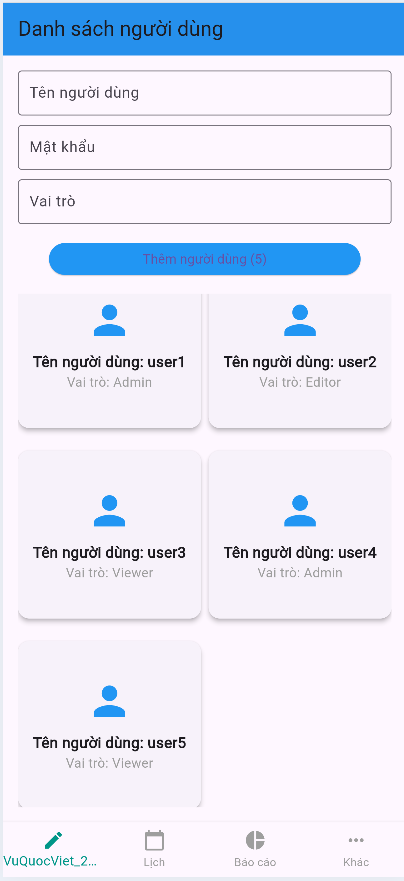 Danh sách người dùng
Tên người dùng
Mật khẩu
Vai trò
Thêm người dùng (5)
Tên người dùng: user1
Vai trò: Admin
Tên người dùng: user2
Vai trò: Editor
Tên người dùng: user3
Vai trò: Viewer
Tên người dùng: user4
Vai trò: Admin
Tên người dùng: user5
Vai trò: Viewer
VuQuocViet_2...
Lịch
Báo cáo
Khác